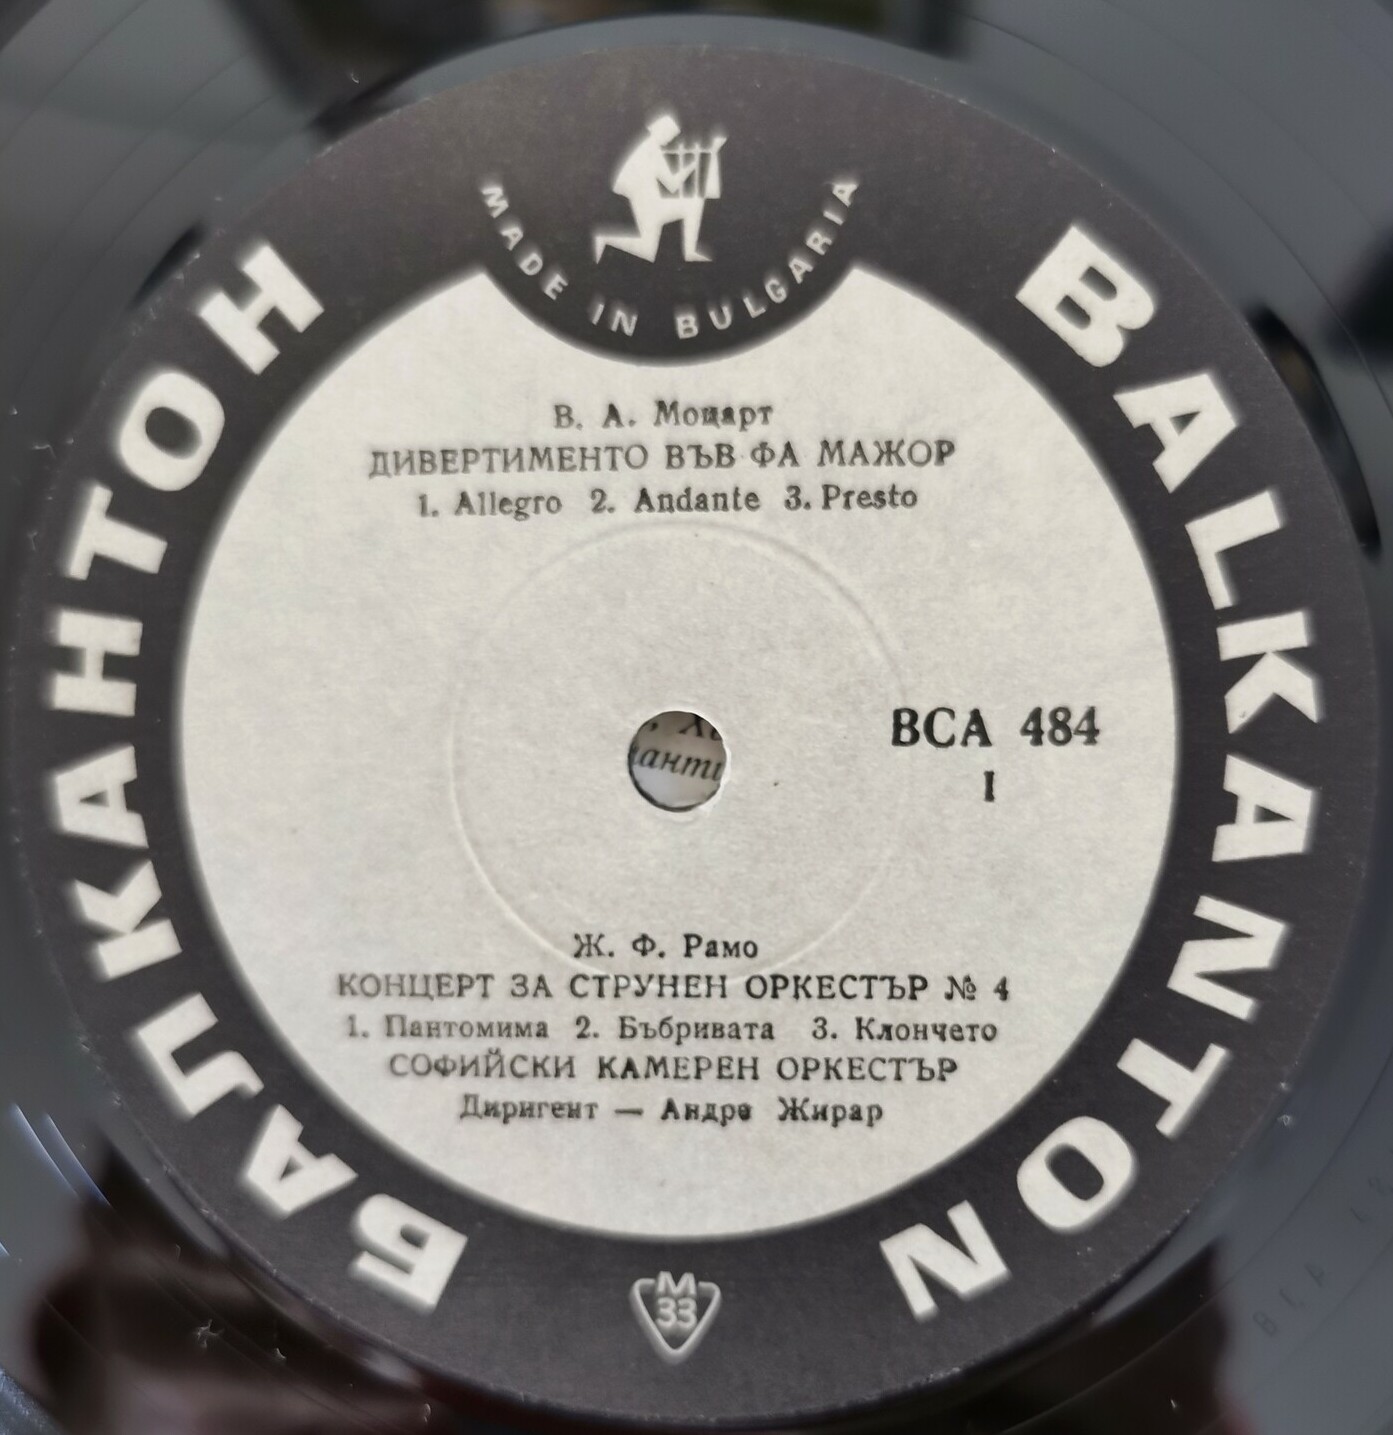 MADE IN BULGARIA
БАЛКАНТОН
BALKANTON
В. А. Моцарт
ДИВЕРТИМЕНТО ВЪВ ФА МАЖОР
1. Allegro 2. Andante 3. Presto
ВСА 484
I
Ж. Ф. Рамо
КОНЦЕРТ ЗА СТРУНЕН ОРКЕСТЪР № 4
1. Пантомима 2. Бъбривата 3. Клончето
СОФИЙСКИ КАМЕРЕН ОРКЕСТЪР
Диригент — Андре Жирар
М
33